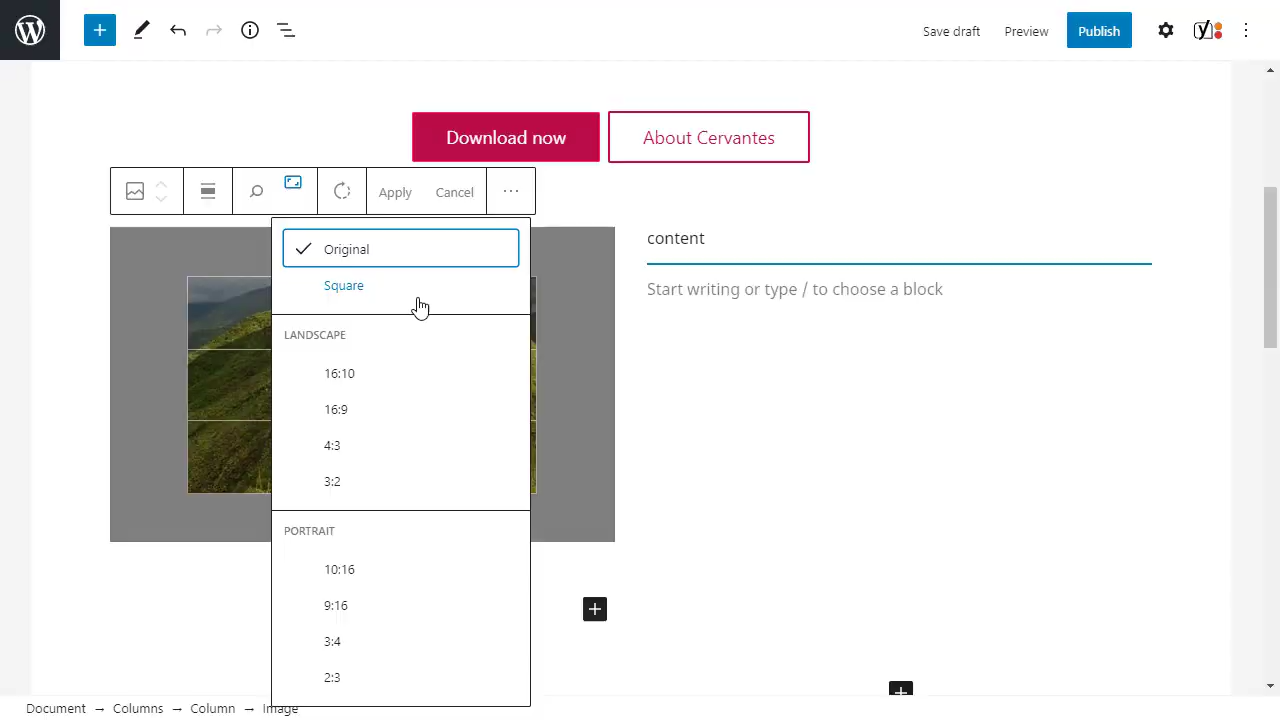 Save draft
Preview
Publish
Download now
About Cervantes
Apply
Cancel
Original
Square
content
Start writing or type / to choose a block
LANDSCAPE
16:10
16:9
4:3
3:2
PORTRAIT
10:16
9:16
3:4
2:3
Document → Columns → Column → Image